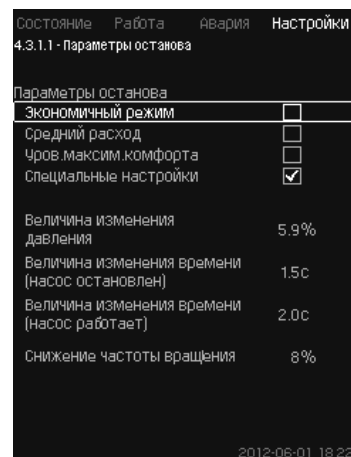 Состояние Работа Авария Настройки
4.3.1.1 - Параметры останова
Параметры останова
Экономичный режим
Средний расход
Уров.максим.комфорта
Специальные настройки
Величина изменения
давления 5.9%
Величина изменения времени
(насос остановлен) 1.5с
Величина изменения времени
(насос работает) 2.0с
Снижение частоты вращения 8%
2012-06-01 18:22